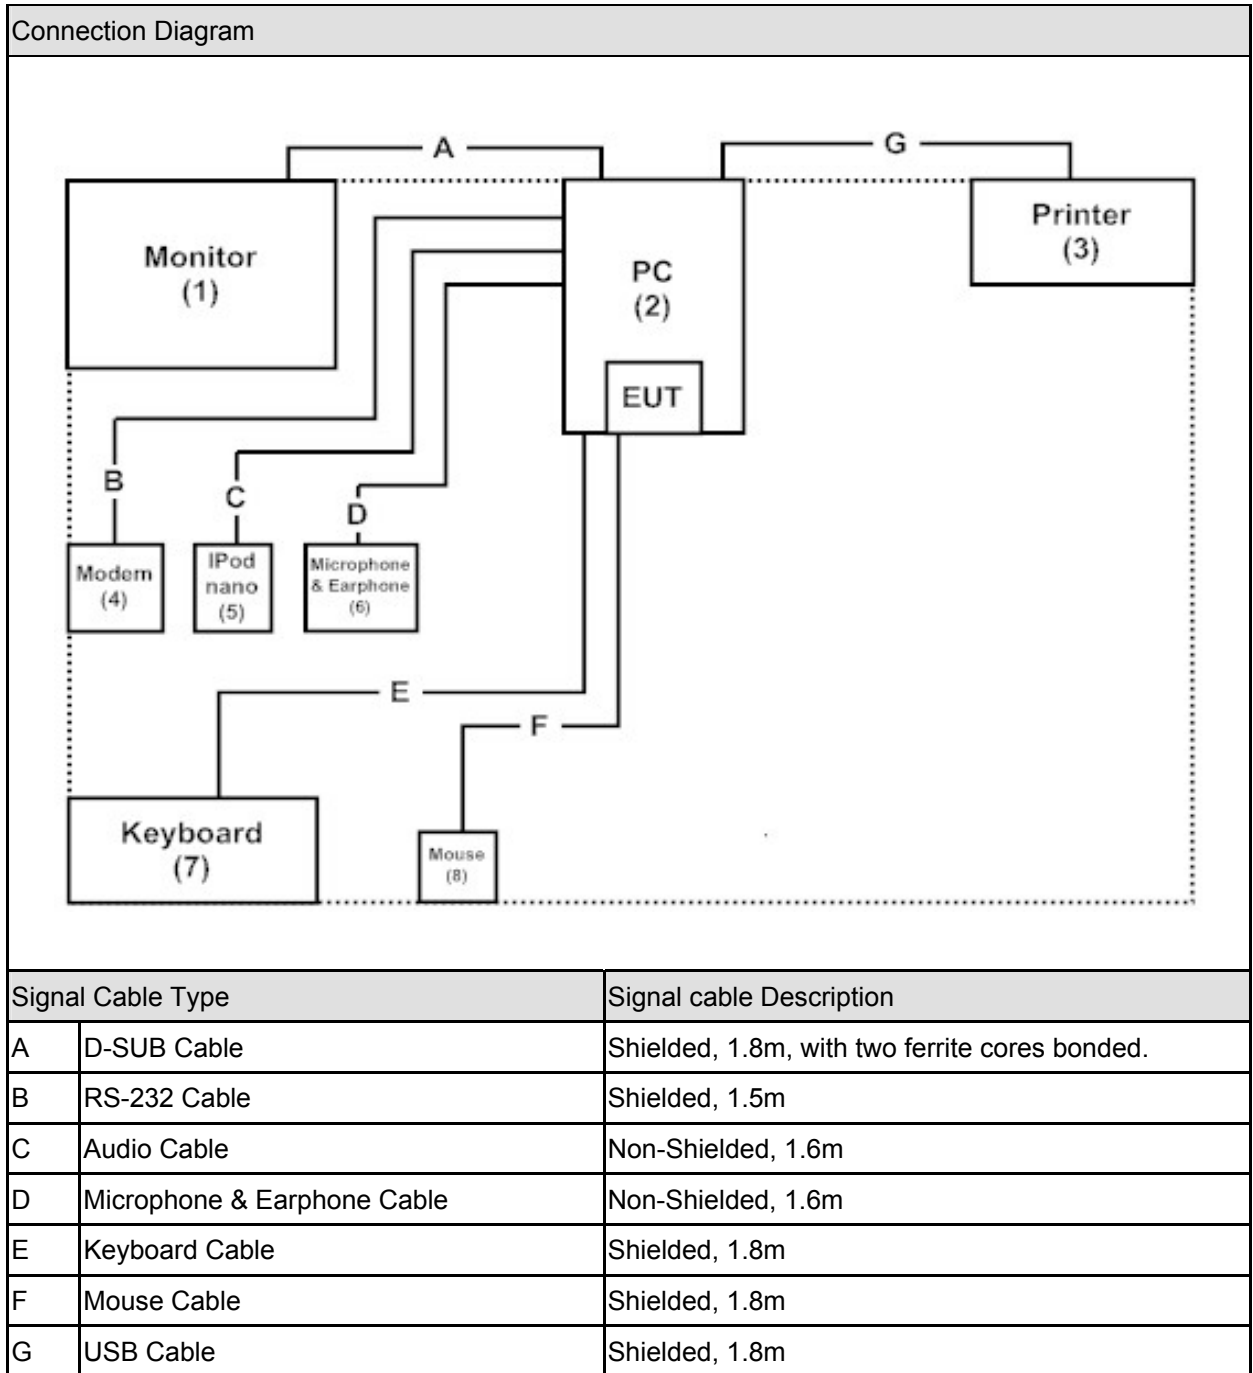 Connection Diagram
A
G
Monitor
(1)
PC
(2)
EUT
Printer
(3)
B
C
D
Modem
(4)
IPod
nano
(5)
Microphone
& Earphone
(6)
E
F
Keyboard
(7)
Mouse
(8)
Signal Cable Type Signal cable Description
A D-SUB Cable Shielded, 1.8m, with two ferrite cores bonded.
B RS-232 Cable Shielded, 1.5m
C Audio Cable Non-Shielded, 1.6m
D Microphone & Earphone Cable Non-Shielded, 1.6m
E Keyboard Cable Shielded, 1.8m
F Mouse Cable Shielded, 1.8m
G USB Cable Shielded, 1.8m